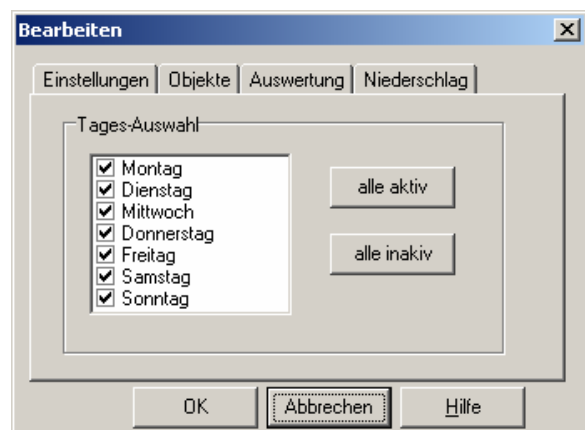 Bearbeiten
Einstellungen Objekte Auswertung Niederschlag
Tages-Auswahl
Montag
Dienstag
Mittwoch
Donnerstag
Freitag
Samstag
Sonntag
alle aktiv
alle inakiv
OK Abbrechen Hilfe